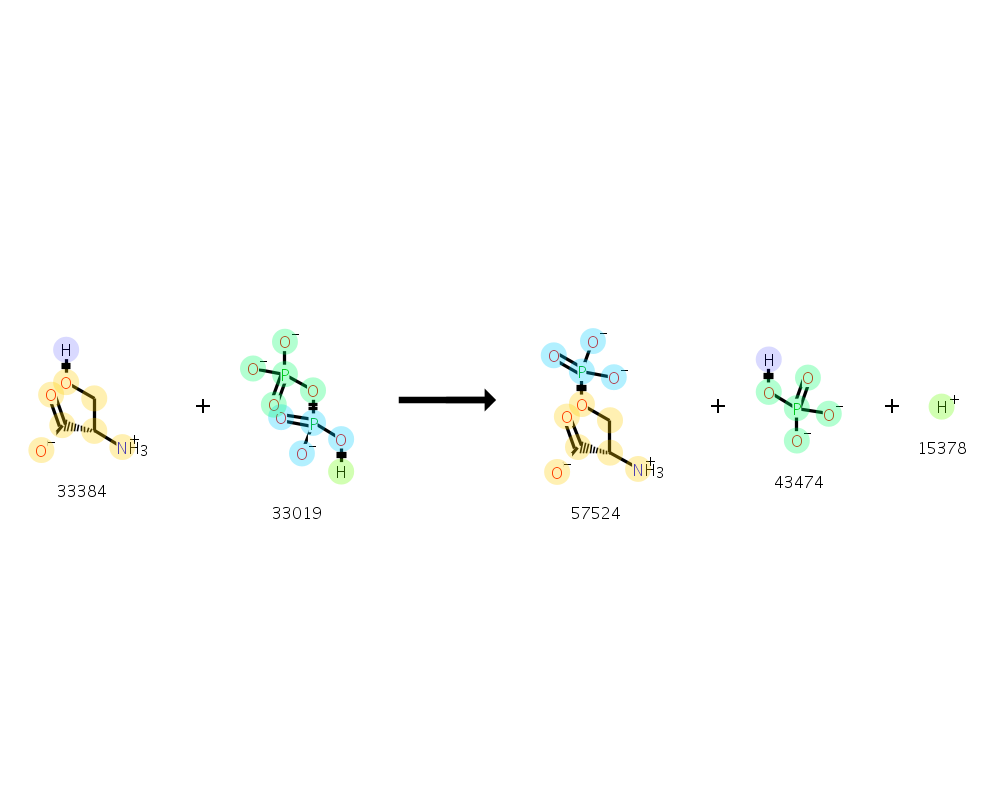 H O O O⁻ NH₃⁺
33384
+
O⁻ O⁻ P O O O P O O⁻ H
33019
O O⁻ P O⁻ O O O⁻ NH₃⁺
57524
+
H O O P O⁻ O⁻
43474
+
H⁺
15378